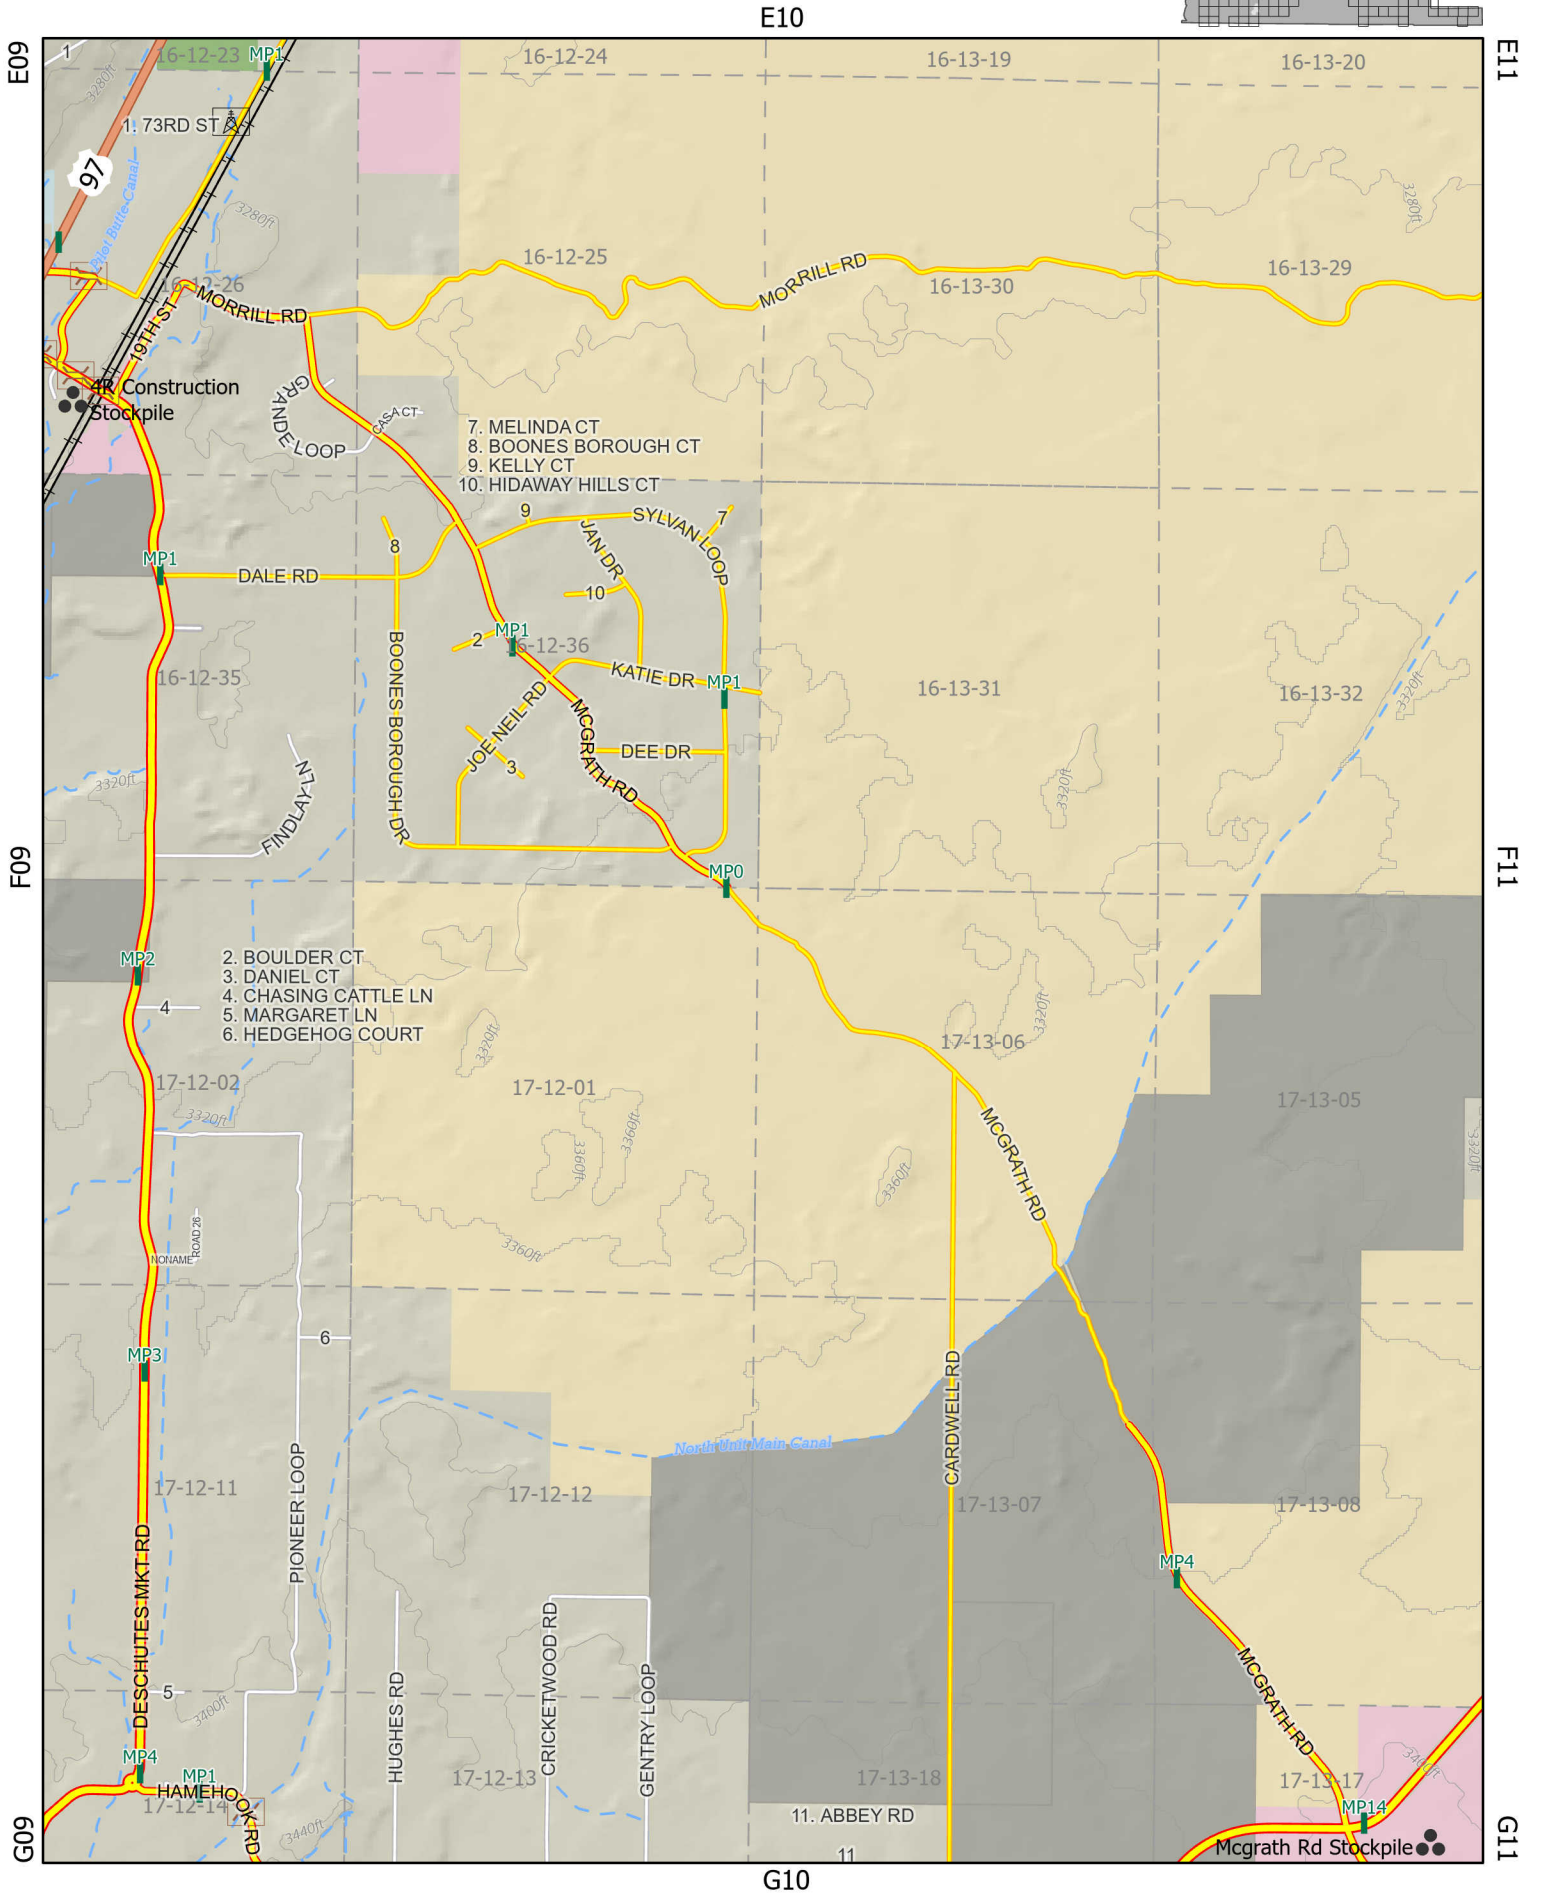 E10
E09
E11
1
16-12-23
MP1
16-12-24
16-13-19
16-13-20
3280ft
1. 73RD ST
97
Pilot Butte Canal
3280ft
3280ft
16-12-26
16-12-25
MORRILL RD
16-13-30
16-13-29
MORRILL RD
19TH ST
4R Construction
Stockpile
GRANDE LOOP
CASA CT
7. MELINDA CT
8. BOONES BOROUGH CT
9. KELLY CT
10. HIDAWAY HILLS CT
9
SYLVAN LOOP
7
JAN DR
8
MP1
DALE RD
10
MP1
2
16-12-36
BOONES BOROUGH DR
KATIE DR
MP1
16-12-35
16-13-31
16-13-32
3320ft
JOE NEIL RD
MCGRATH RD
DEE DR
3
3320ft
FINDLAY LN
3320ft
F09
F11
MP0
MP2
2. BOULDER CT
3. DANIEL CT
4. CHASING CATTLE LN
5. MARGARET LN
6. HEDGEHOG COURT
4
3320ft
3320ft
17-13-06
17-12-02
17-12-01
17-13-05
3320ft
3360ft
3360ft
3360ft
3320ft
MCGRATH RD
ROAD 26
NONAME
3360ft
6
MP3
CARDWELL RD
North Unit Main Canal
PIONEER LOOP
17-12-11
17-12-12
17-13-07
17-13-08
DESCHUTES MKT RD
MP4
HUGHES RD
CRICKETWOOD RD
GENTRY LOOP
MCGRATH RD
5
3400ft
3400ft
MP4
MP1
HAMEHOOK RD
17-12-14
17-12-13
17-13-18
17-13-17
3440ft
11. ABBEY RD
MP14
11
Mcgrath Rd Stockpile
G09
G11
G10